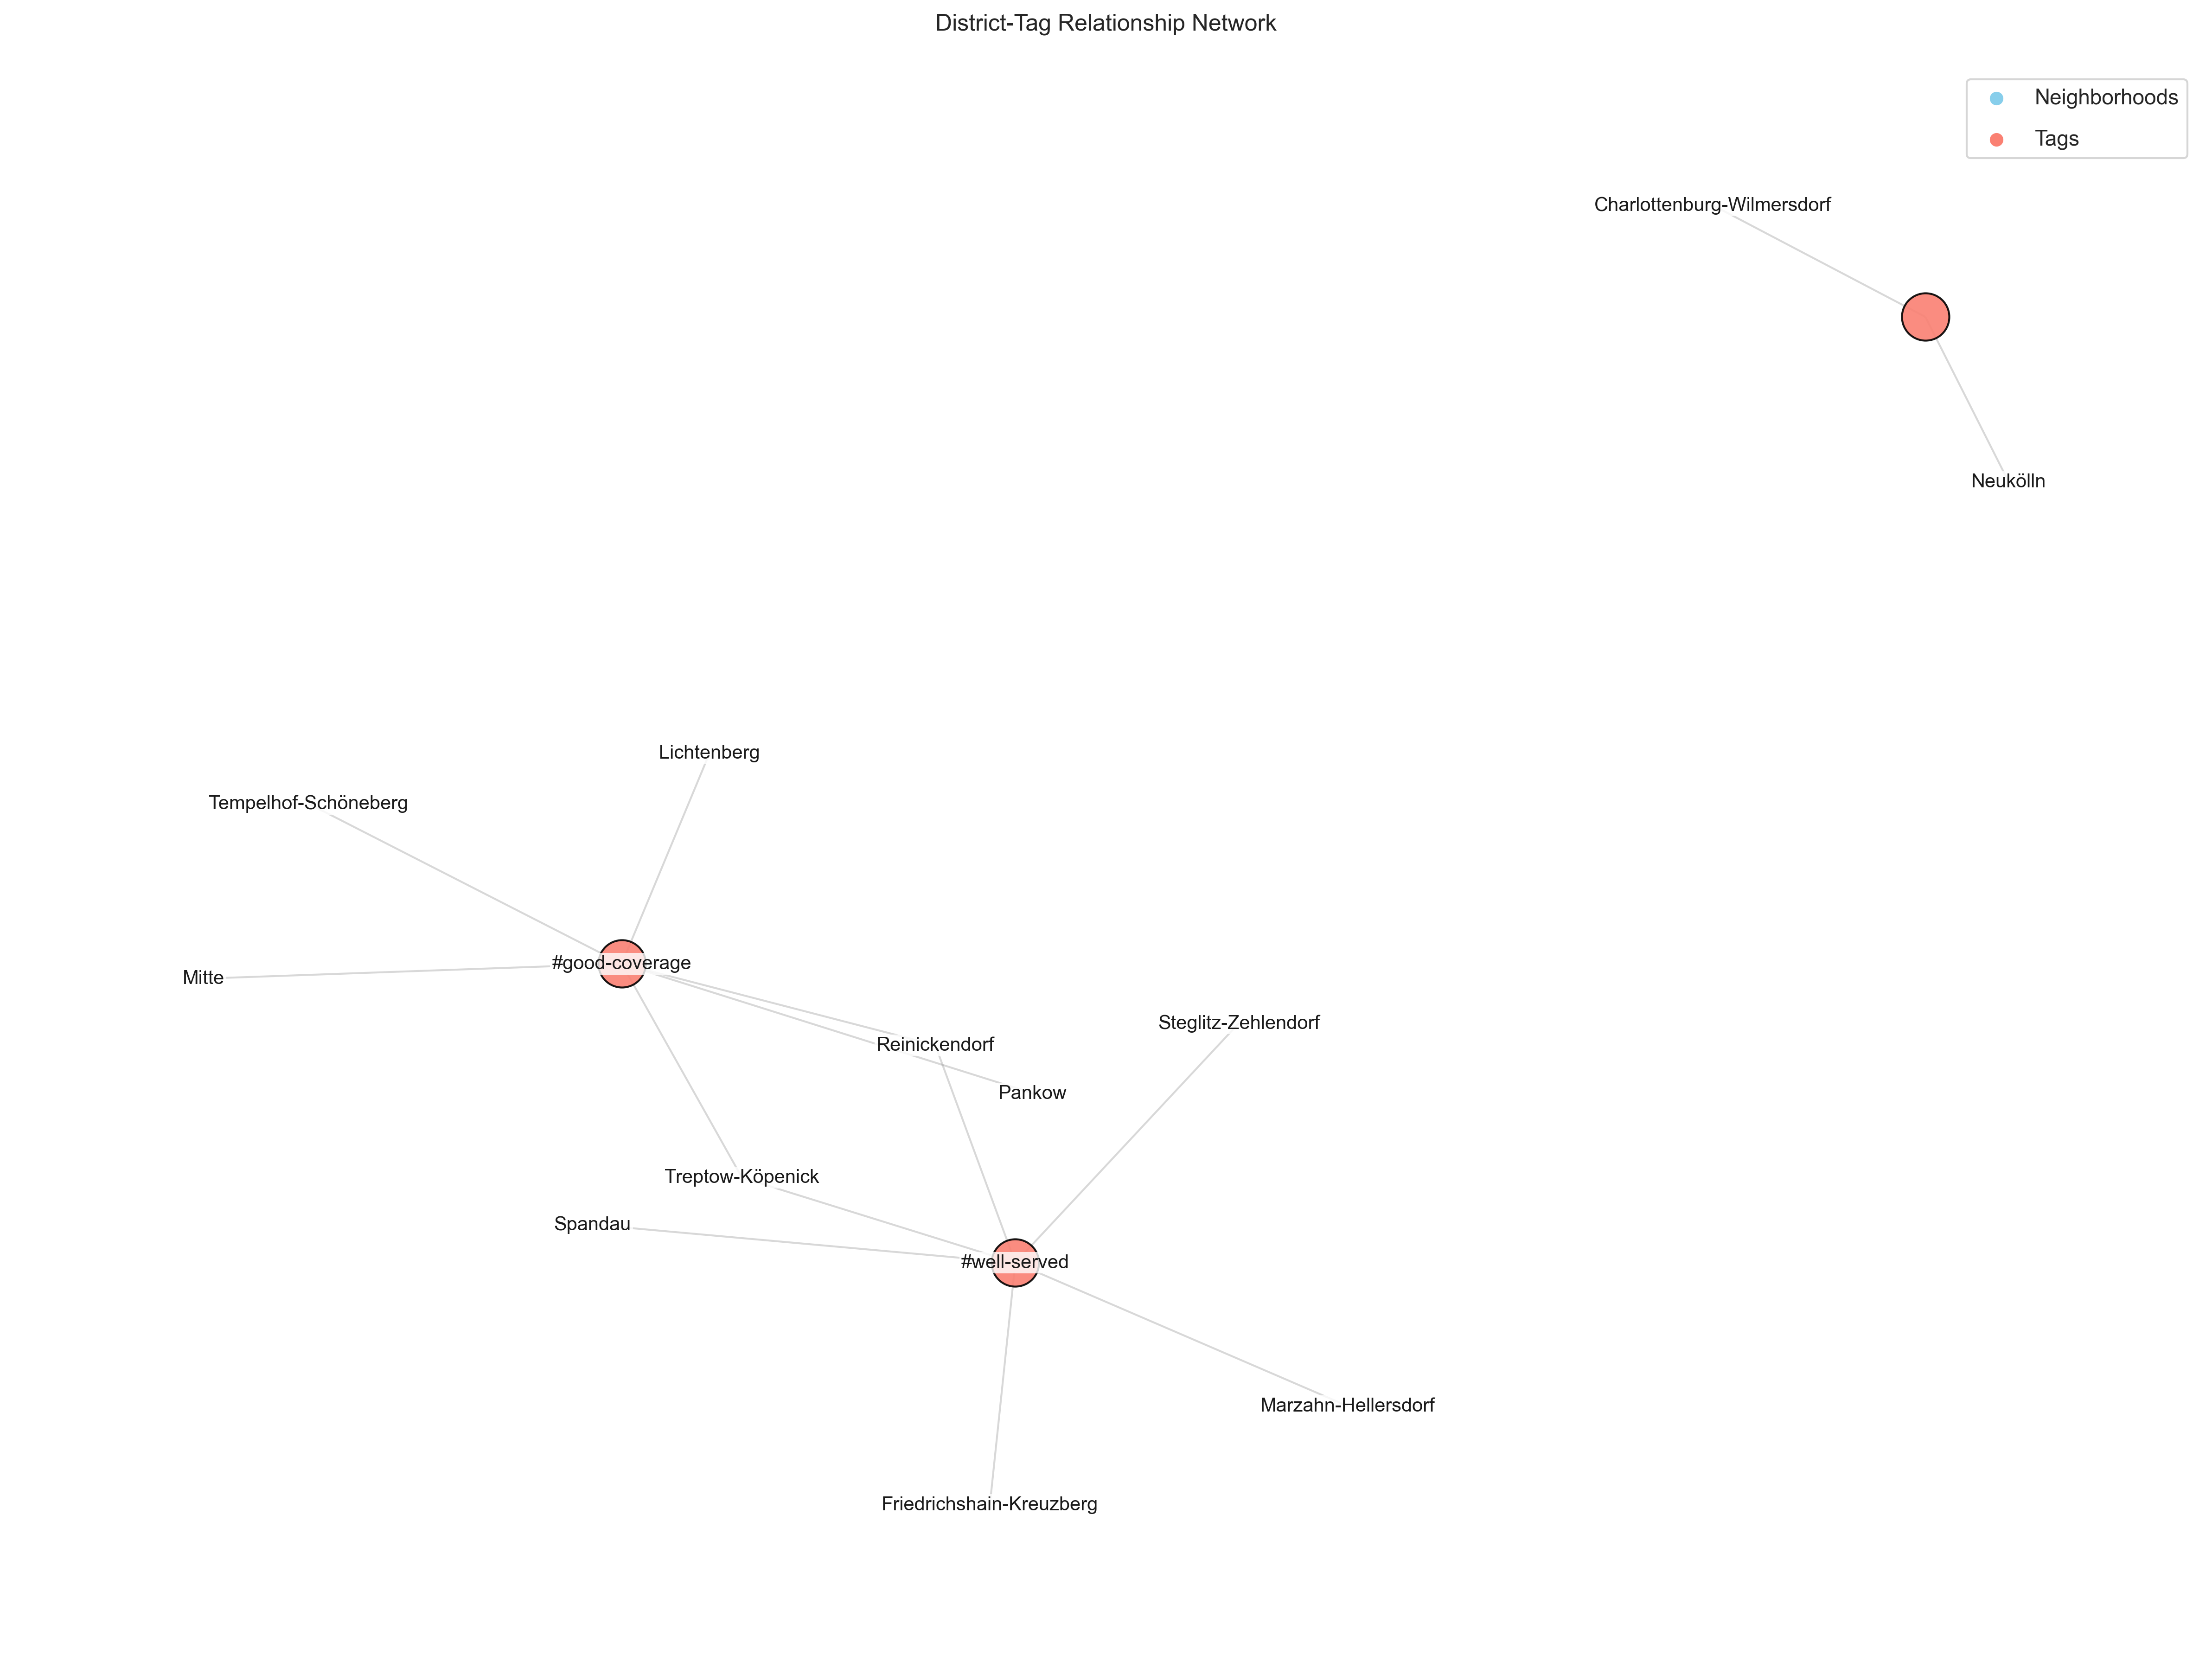 District-Tag Relationship Network
Neighborhoods
Tags
Charlottenburg-Wilmersdorf
Neukölln
Lichtenberg
Tempelhof-Schöneberg
#good-coverage
Mitte
Steglitz-Zehlendorf
Reinickendorf
Pankow
Treptow-Köpenick
Spandau
#well-served
Marzahn-Hellersdorf
Friedrichshain-Kreuzberg